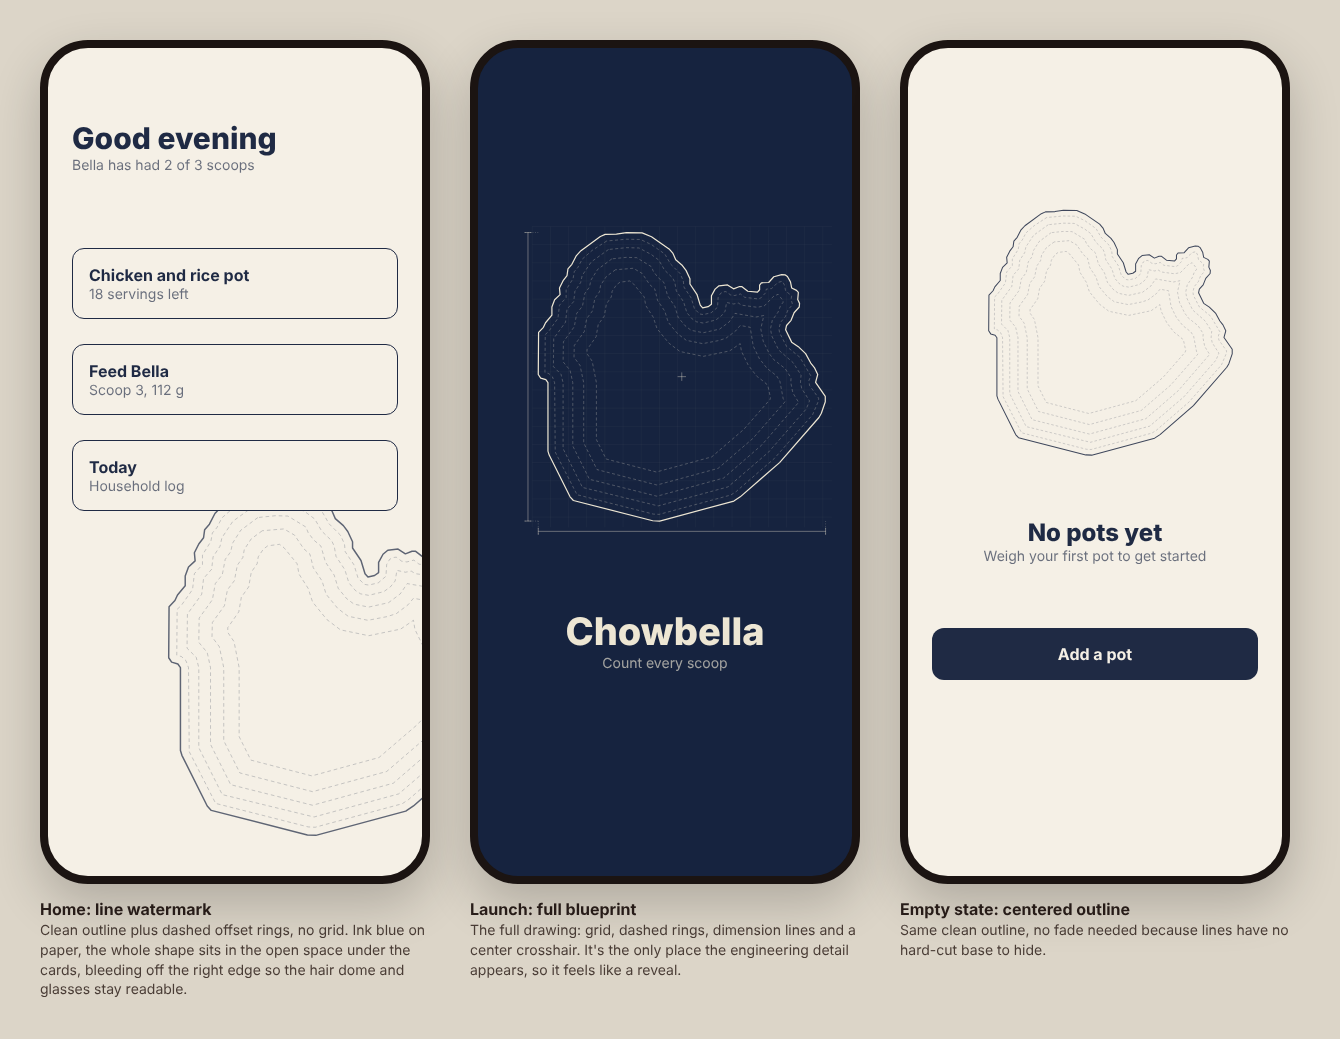 Good evening
Bella has had 2 of 3 scoops
Chicken and rice pot
18 servings left
Feed Bella
Scoop 3, 112 g
Today
Household log
Chowbella
Count every scoop
No pots yet
Weigh your first pot to get started
Add a pot
Home: line watermark
Clean outline plus dashed offset rings, no grid. Ink blue on
paper, the whole shape sits in the open space under the
cards, bleeding off the right edge so the hair dome and
glasses stay readable.
Launch: full blueprint
The full drawing: grid, dashed rings, dimension lines and a
center crosshair. It's the only place the engineering detail
appears, so it feels like a reveal.
Empty state: centered outline
Same clean outline, no fade needed because lines have no
hard-cut base to hide.